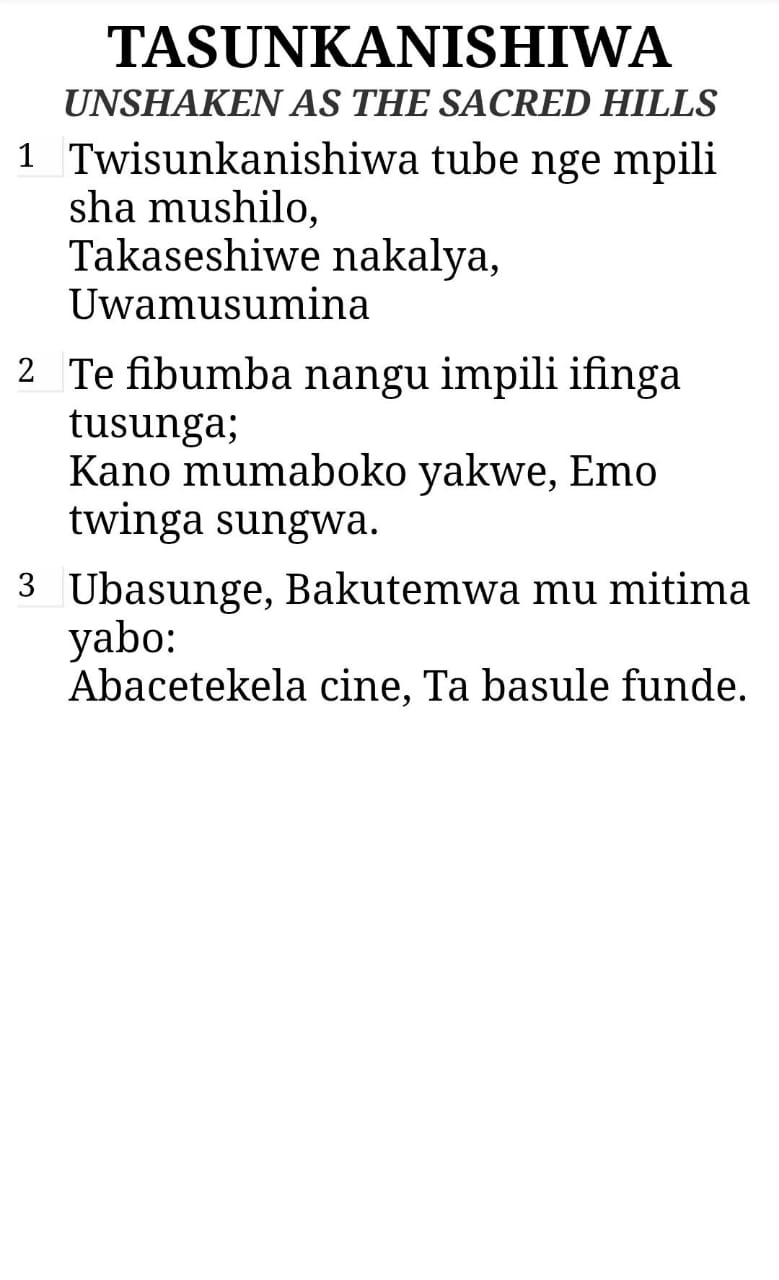 TASUNKANISHIWA
UNSHAKEN AS THE SACRED HILLS
1 Twisunkanishiwa tube nge mpili
sha mushilo,
Takaseshiwe nakalya,
Uwamusumina
2 Te fibumba nangu impili ifinga
tusunga;
Kano mumaboko yakwe, Emo
twinga sungwa.
3 Ubasunge, Bakutemwa mu mitima
yabo:
Abacetekela cine, Ta basule funde.